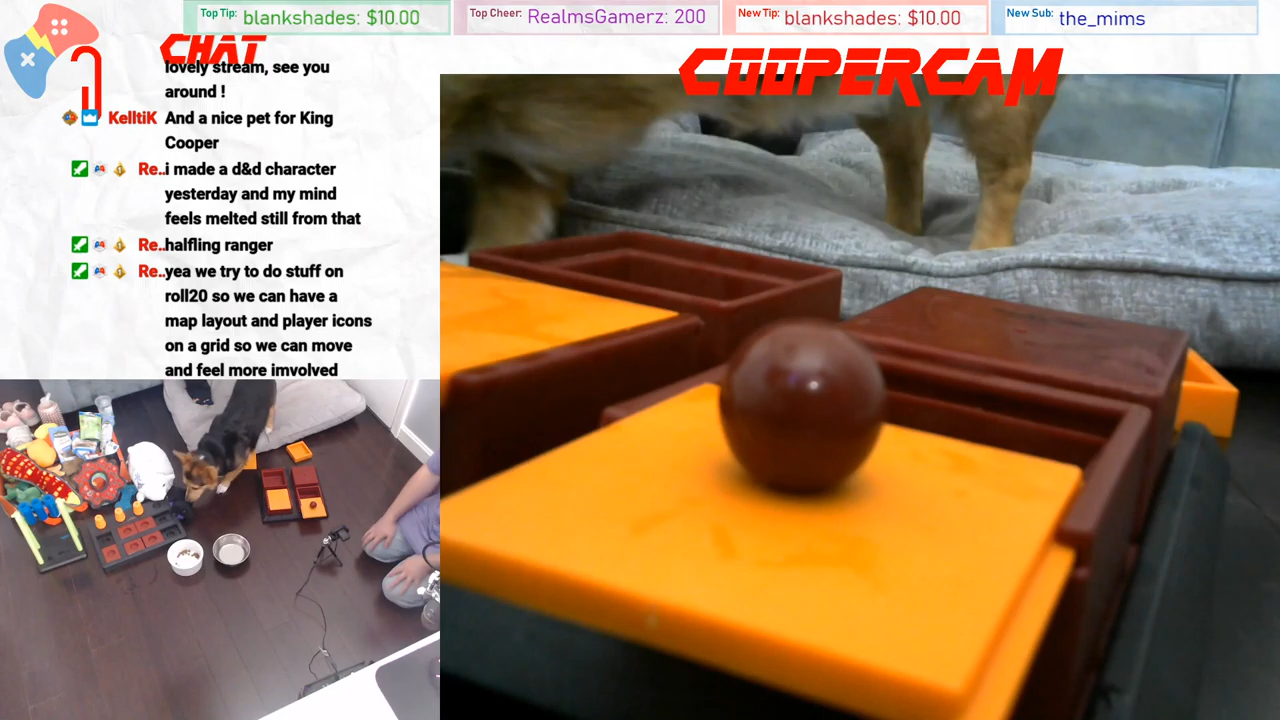 Top Tip: blankshades: $10.00
Top Cheer: RealmsGamerz: 200
New Tip: blankshades: $10.00
New Sub: the_mims
CHAT
COOPERCAM
lovely stream, see you
around !
KelltiK And a nice pet for King
Cooper
Re.. i made a d&d character
yesterday and my mind
feels melted still from that
Re.. halfling ranger
Re.. yea we try to do stuff on
roll20 so we can have a
map layout and player icons
on a grid so we can move
and feel more imvolved